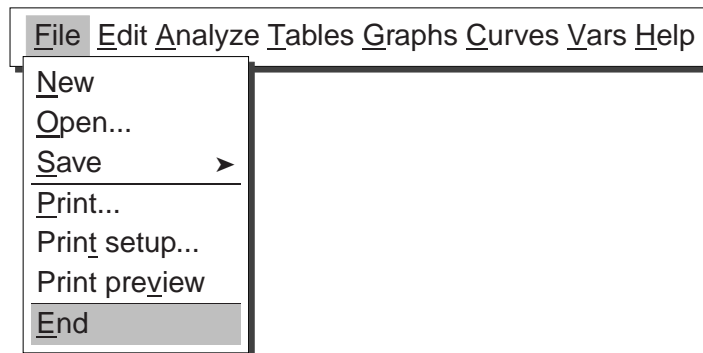 File Edit Analyze Tables Graphs Curves Vars Help
New
Open...
Save
Print...
Print setup...
Print preview
End